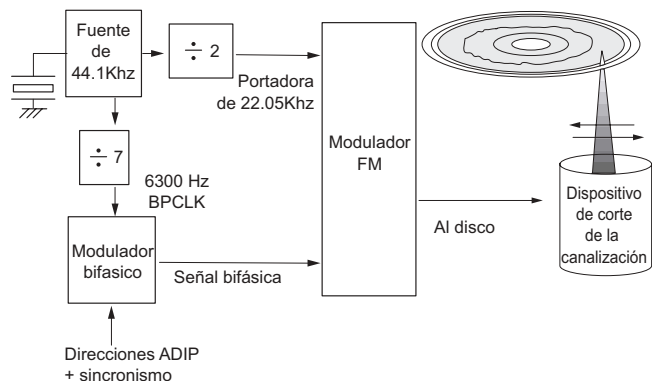 Fuente
de
44.1Khz
÷ 2
Portadora
de 22.05Khz
÷ 7
6300 Hz
BPCLK
Modulador
FM
Modulador
bifasico
Señal bifásica
Al disco
Dispositivo
de corte
de la
canalización
Direcciones ADIP
+ sincronismo